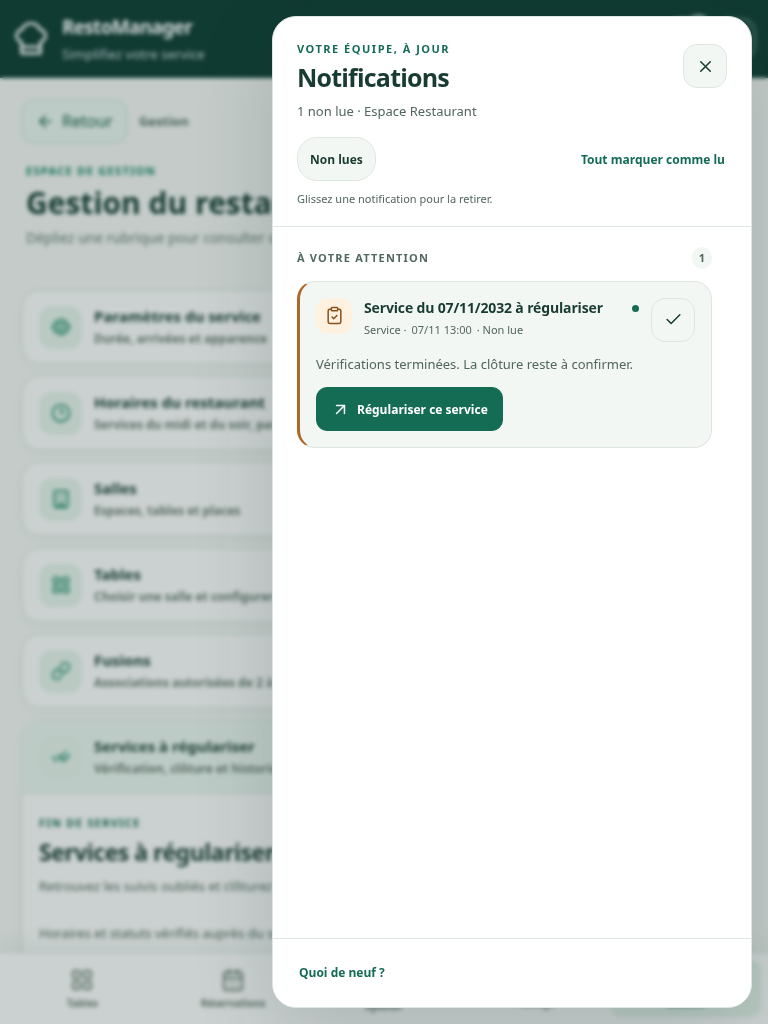 RestoManager
Simplifiez votre service
Retour
Gestion
ESPACE DE GESTION
Gestion du resta
Dépliez une rubrique pour consulter
Paramètres du service
Durée, arrivées et apparence
Horaires du restaurant
Services du midi et du soir,
Salles
Espaces, tables et places
Tables
Choisir une salle et configurer
Fusions
Associations autorisées de 2 à
Services à régulariser
Vérification, clôture et
FIN DE SERVICE
Services à régulariser
Retrouvez les suivis oubliés et clôturez
Horaires et statuts vérifiés auprès du
Tables
Réservations
VOTRE ÉQUIPE, À JOUR
Notifications
1 non lue · Espace Restaurant
Non lues
Tout marquer comme lu
Glissez une notification pour la retirer.
À VOTRE ATTENTION
1
Service du 07/11/2032 à régulariser
Service · 07/11 13:00 · Non lue
Vérifications terminées. La clôture reste à confirmer.
Régulariser ce service
Quoi de neuf ?